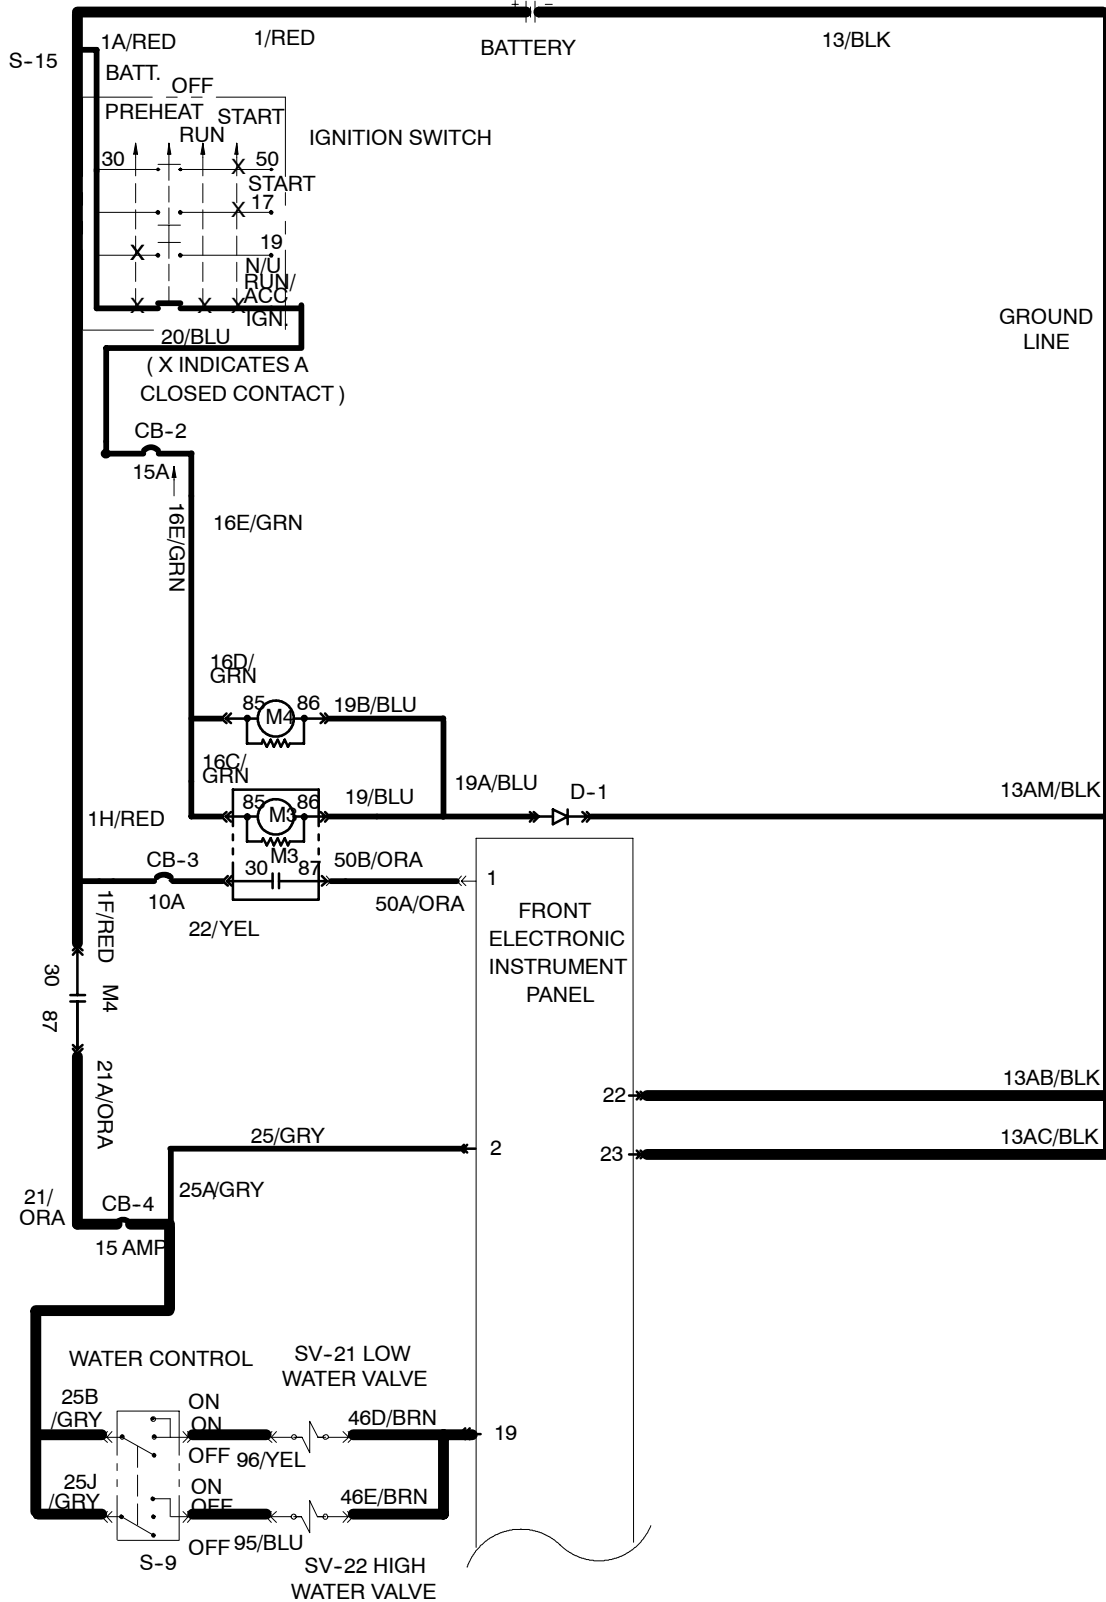 + -
1A/RED
1/RED
BATTERY
13/BLK
S-15
BATT.
OFF
PREHEAT
START
RUN
IGNITION SWITCH
30
50
START
X
17
X
19
X
N/U
RUN/
ACC
IGN.
X
X
X
20/BLU
( X INDICATES A
CLOSED CONTACT )
GROUND
LINE
CB-2
15A
16E/GRN
16E/GRN
16D/
GRN
85
M4
86
19B/BLU
16C/
GRN
85
M3
86
19/BLU
19A/BLU
D-1
13AM/BLK
1H/RED
M3
CB-3
30
87
50B/ORA
10A
50A/ORA
1
22/YEL
1F/RED
FRONT
ELECTRONIC
INSTRUMENT
PANEL
30
M4
87
21A/ORA
22
13AB/BLK
25/GRY
2
23
13AC/BLK
25A/GRY
21/
ORA
CB-4
15 AMP
WATER CONTROL
SV-21 LOW
WATER VALVE
25B
/GRY
ON
ON
OFF
96/YEL
46D/BRN
19
25J
/GRY
ON
OFF
OFF
95/BLU
46E/BRN
S-9
SV-22 HIGH
WATER VALVE